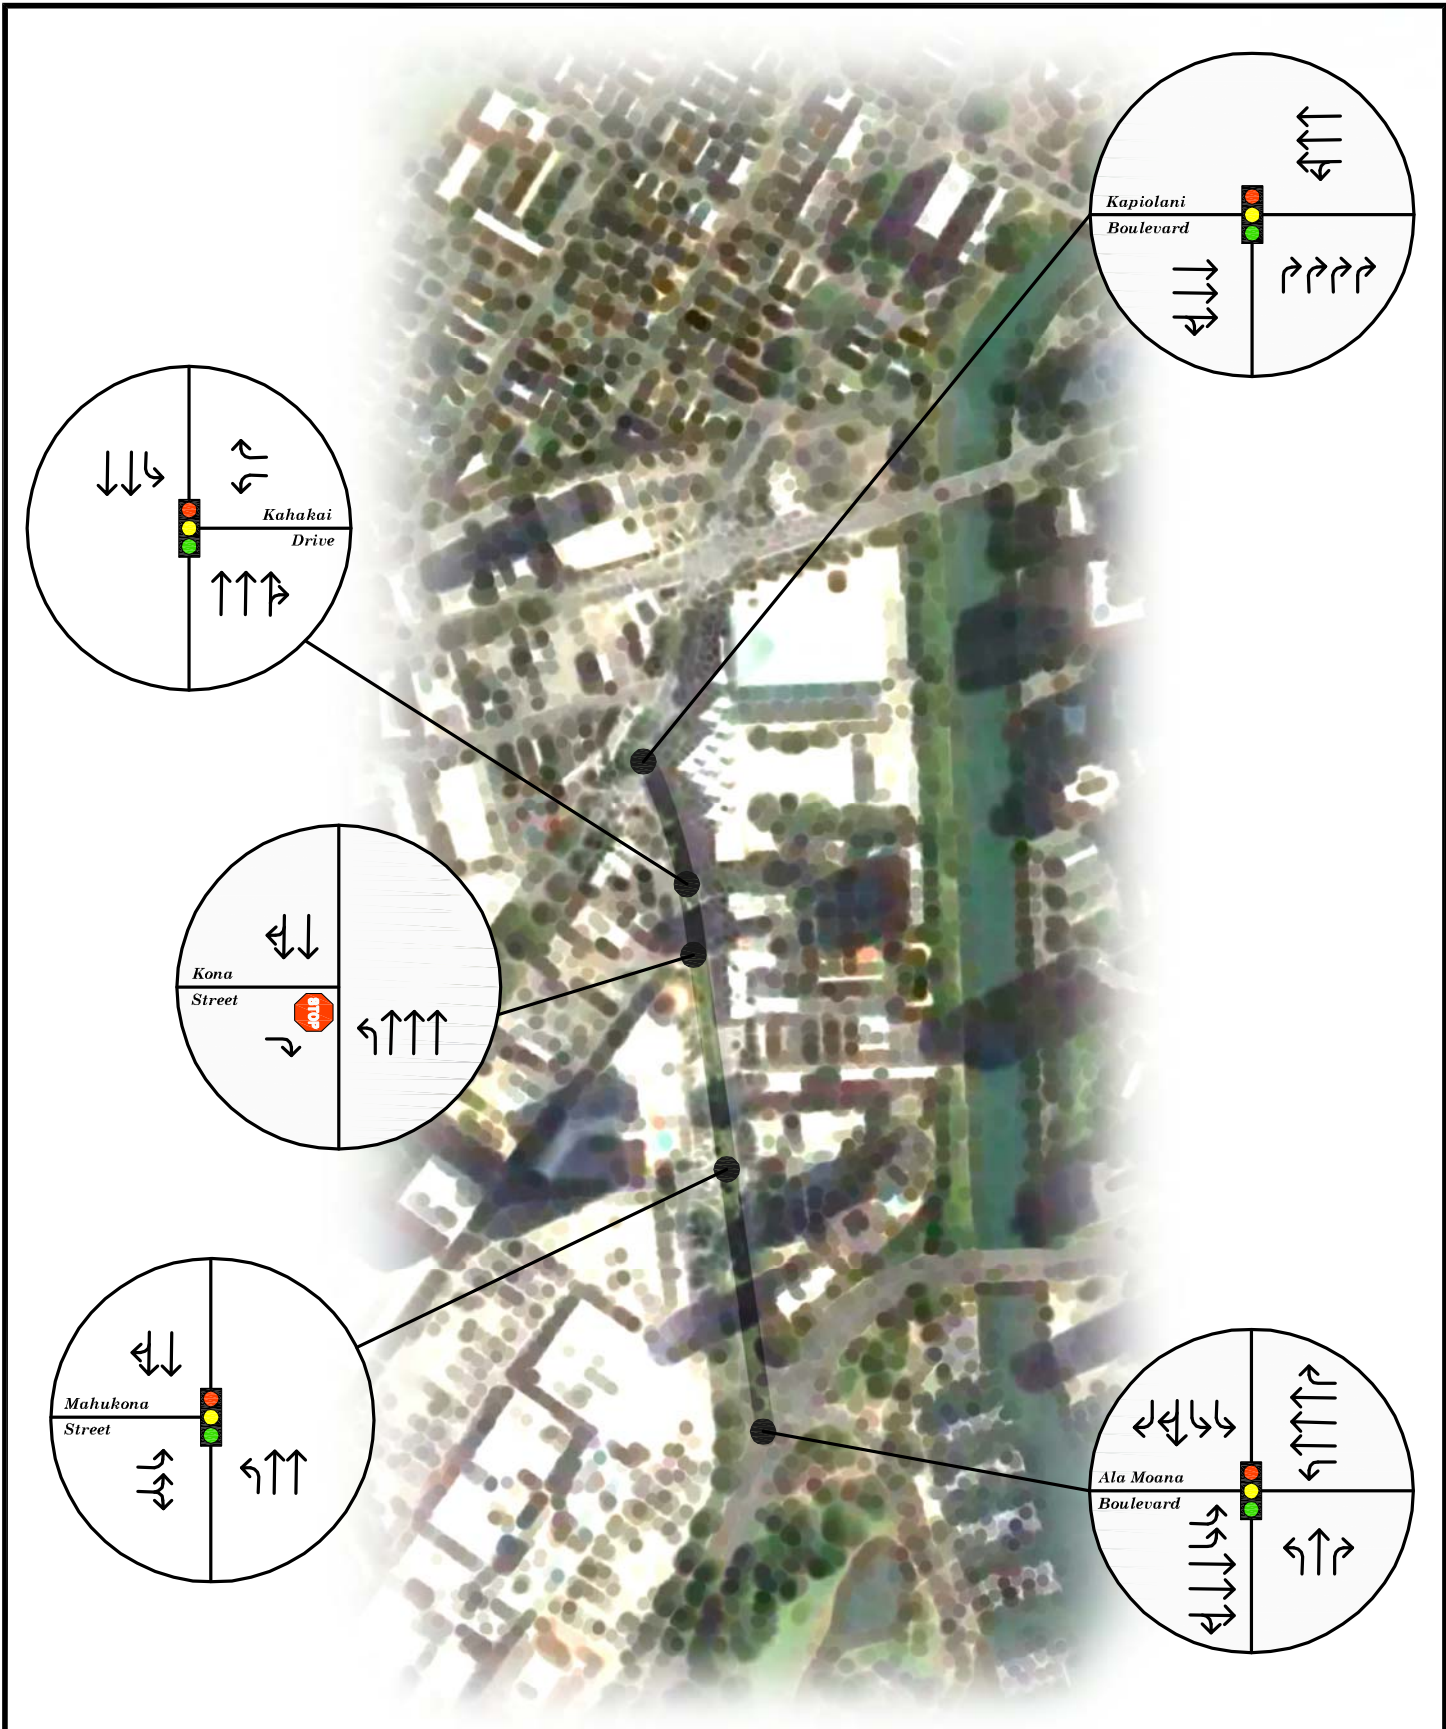 Kapiolani
Boulevard
Kahakai
Drive
Kona
Street
STOP
Mahukona
Street
Ala Moana
Boulevard